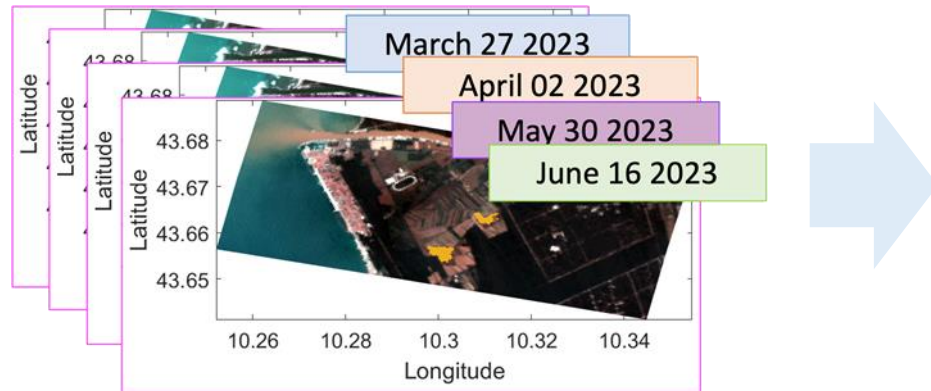 March 27 2023
April 02 2023
May 30 2023
June 16 2023
43.68
43.68
43.68
43.67
43.66
43.65
Latitude
Latitude
Latitude
Latitude
10.26
10.28
10.3
10.32
10.34
Longitude